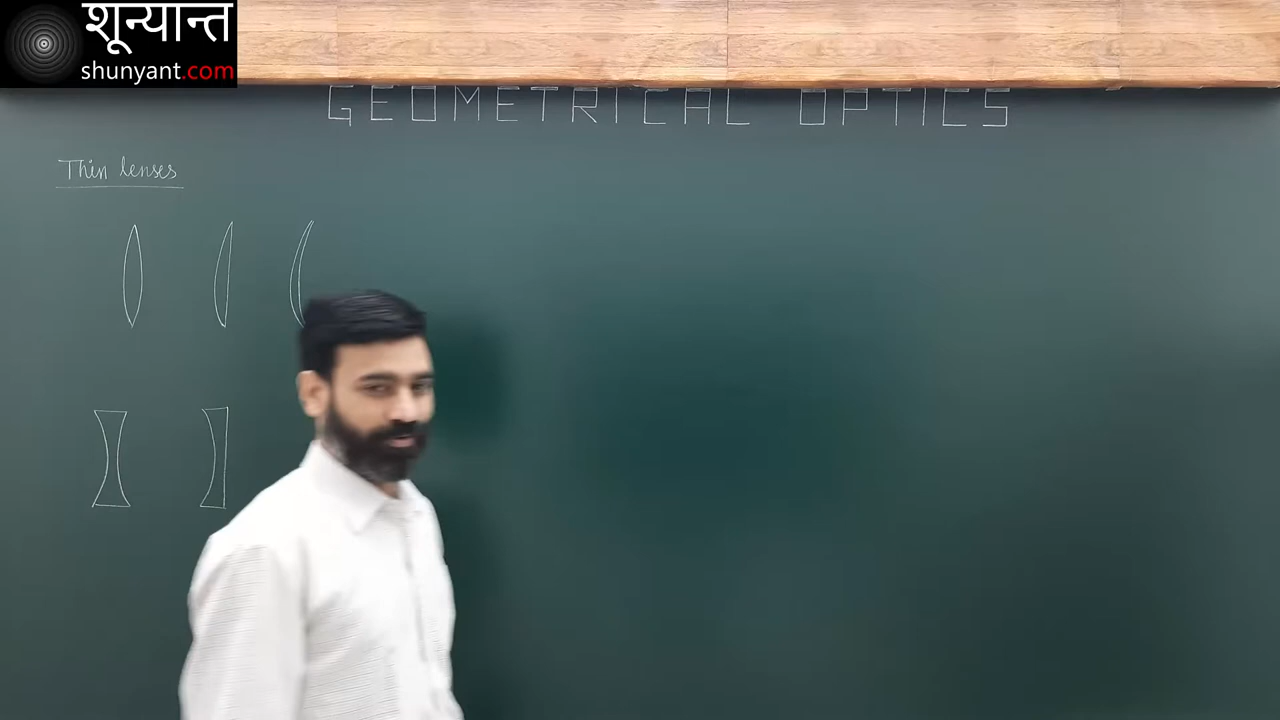 शून्यान्त
shunyant.com
GEOMETRICAL OPTICS
Thin lenses